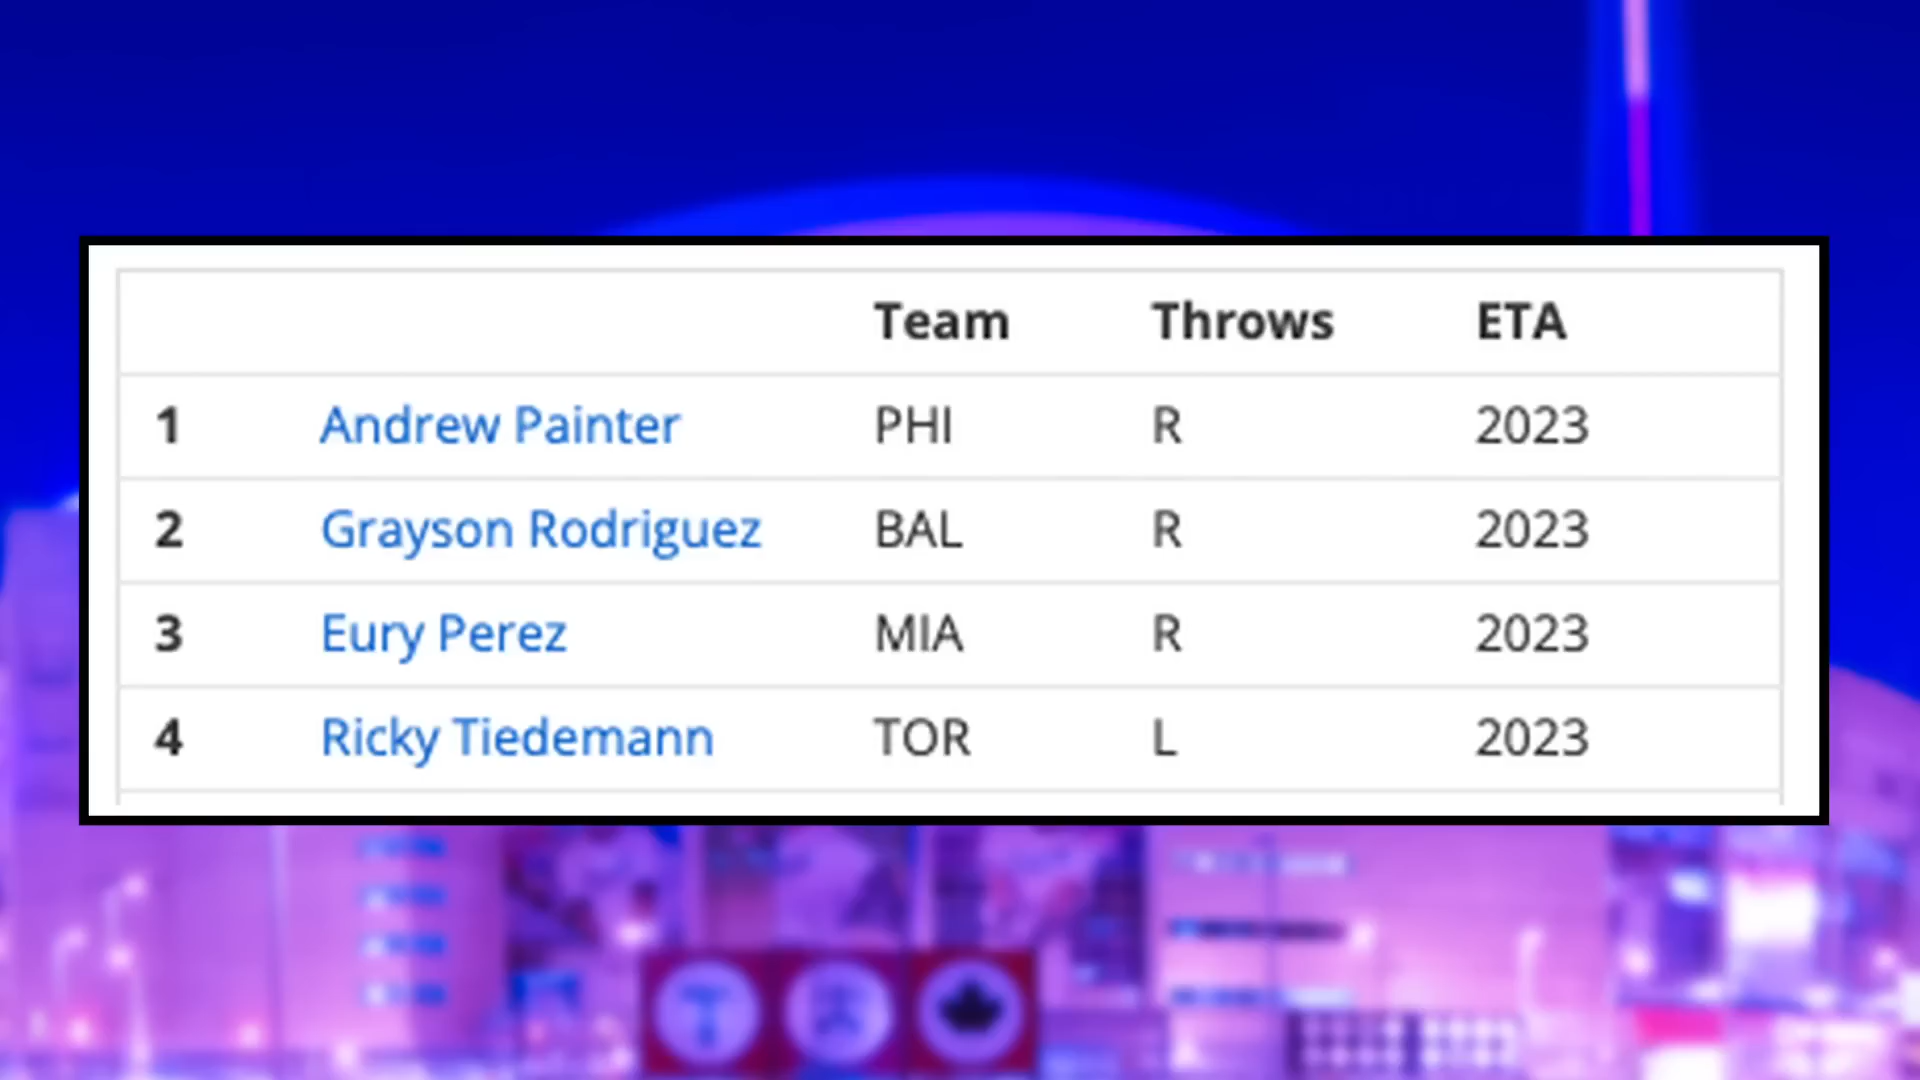 Team Throws ETA
1 Andrew Painter PHI R 2023
2 Grayson Rodriguez BAL R 2023
3 Eury Perez MIA R 2023
4 Ricky Tiedemann TOR L 2023